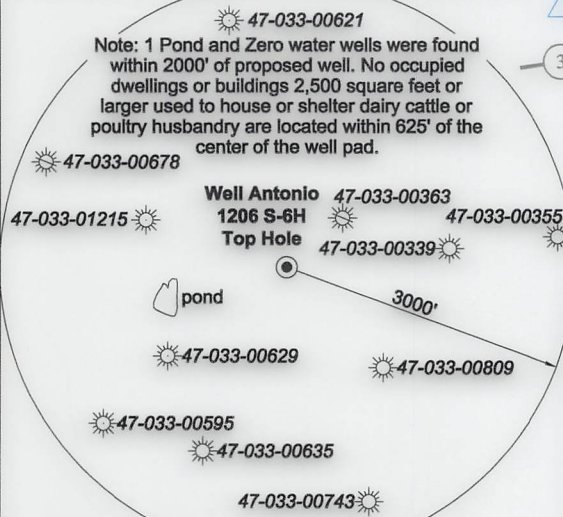 47-033-00621
Note: 1 Pond and Zero water wells were found
within 2000' of proposed well. No occupied
dwellings or buildings 2,500 square feet or
larger used to house or shelter dairy cattle or
poultry husbandry are located within 625' of the
center of the well pad.
3
47-033-00678
Well Antonio
1206 S-6H
Top Hole
47-033-00363
47-033-00355
47-033-01215
47-033-00339
pond
3000'
47-033-00629
47-033-00809
47-033-00595
47-033-00635
47-033-00743